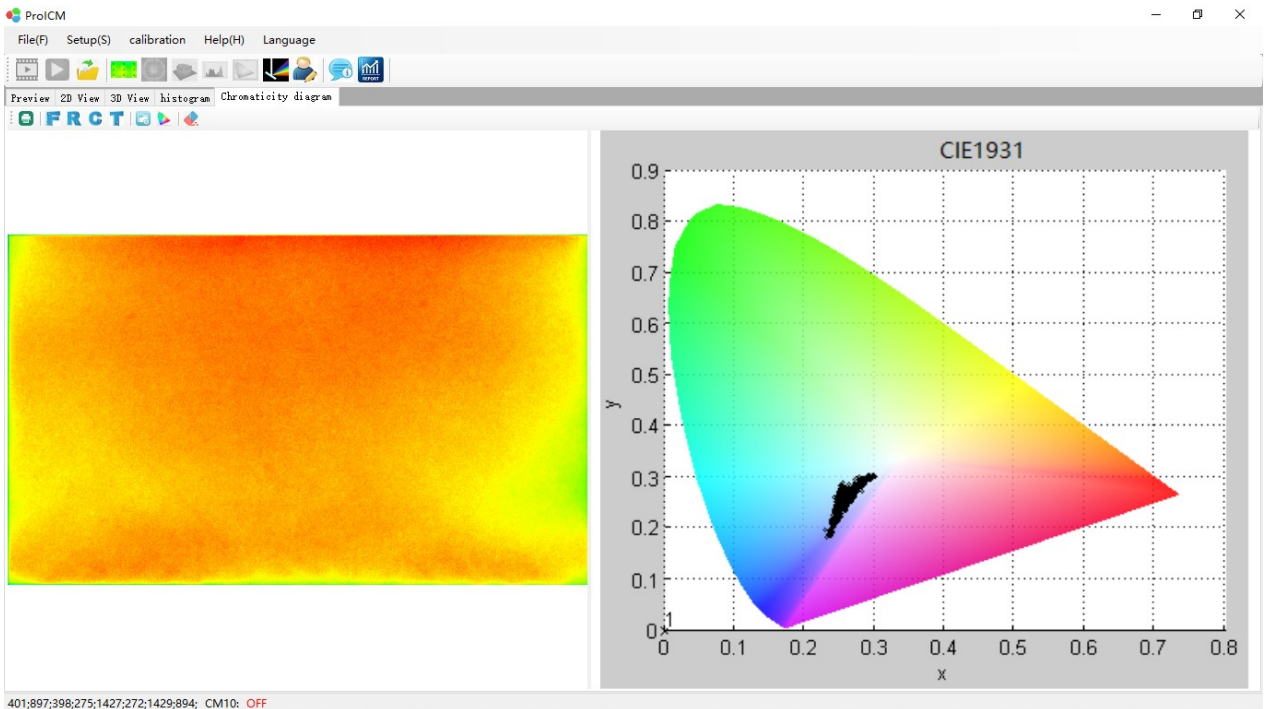 ProICM
File(F) Setup(S) calibration Help(H) Language
REPORT
Preview 2D View 3D View histogram Chromaticity diagram
F R C T
CIE1931
0.9
0.8
0.7
0.6
0.5
y
0.4
0.3
0.2
0.1
0 1
0 0.1 0.2 0.3 0.4 0.5 0.6 0.7 0.8
x
401;897;398;275;1427;272;1429;894; CM10: OFF